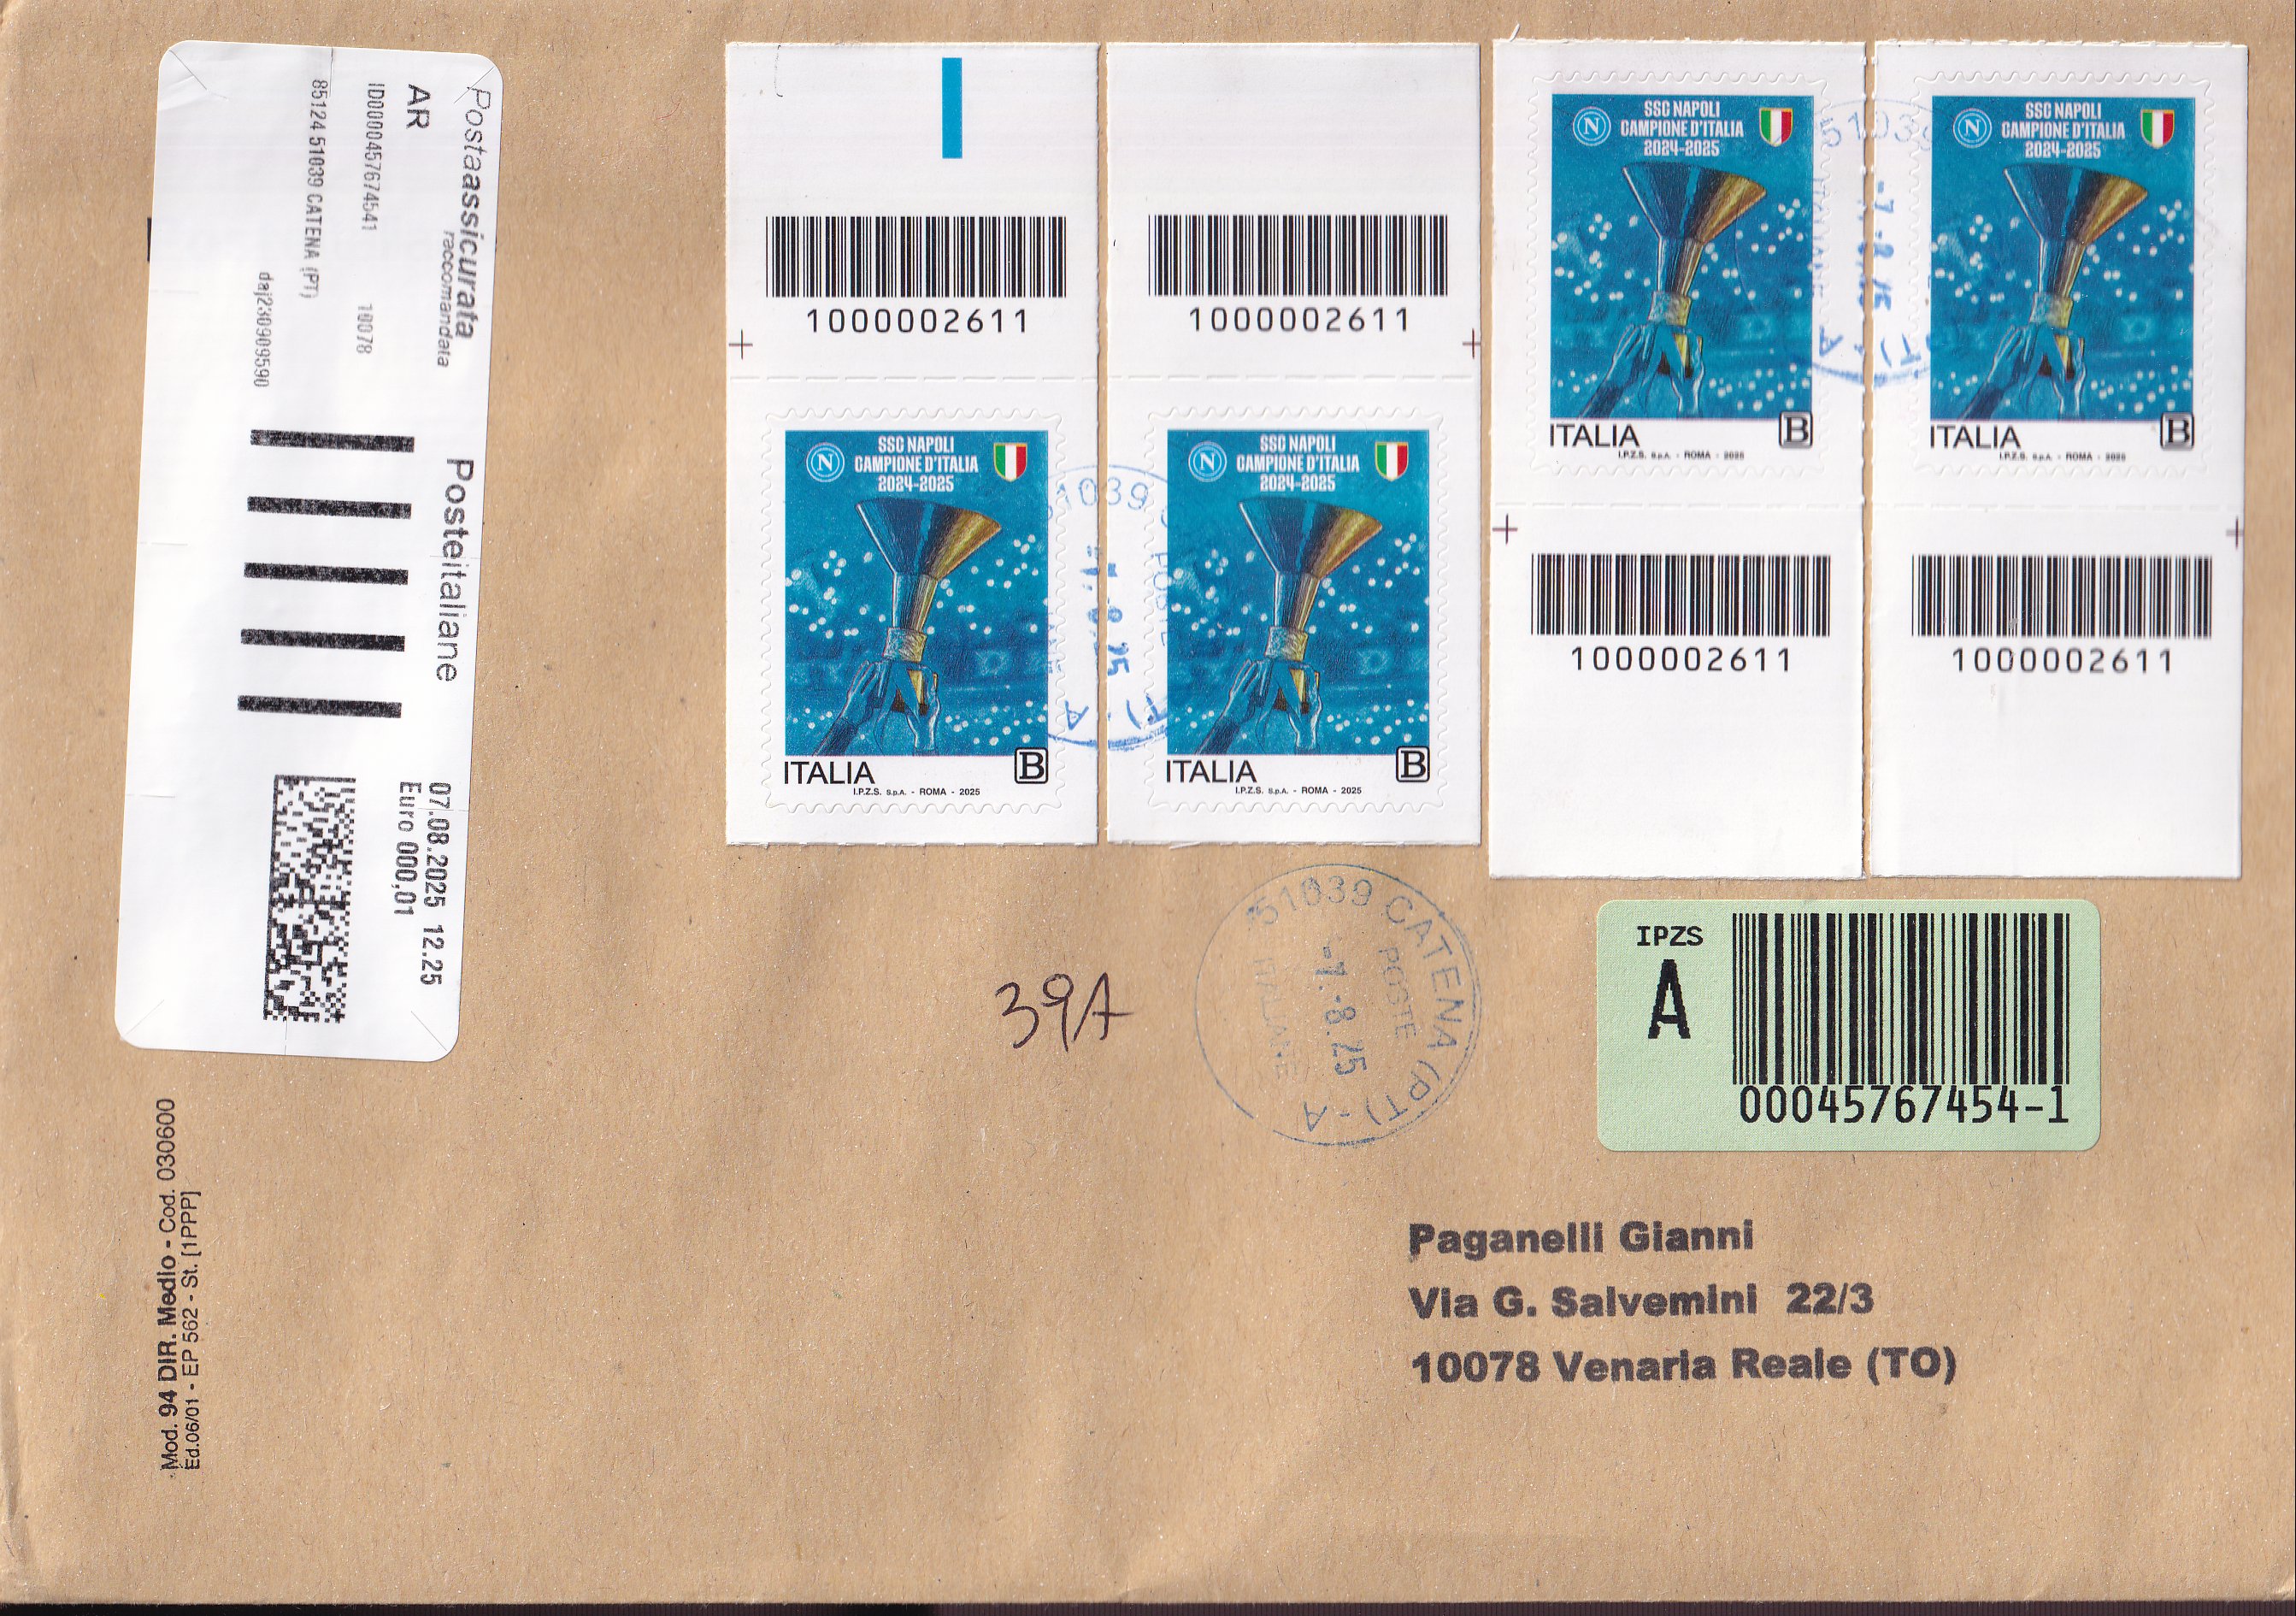 Postaassicurata
raccomandata
AR
ID00004576745​41 10078
85124 51039 CATENA (PT)
daj2309095​90
Posteitaliane
07.08.2025 12.25
Euro 000,01
1000002611
1000002611
N
SSC NAPOLI
CAMPIONE D'ITALIA
2024-2025
ITALIA B
I.P.Z.S. S.p.A. - ROMA - 2025
N
SSC NAPOLI
CAMPIONE D'ITALIA
2024-2025
ITALIA B
I.P.Z.S. S.p.A. - ROMA - 2025
N
SSC NAPOLI
CAMPIONE D'ITALIA
2024-2025
ITALIA B
I.P.Z.S. S.p.A. - ROMA - 2025
N
SSC NAPOLI
CAMPIONE D'ITALIA
2024-2025
ITALIA B
I.P.Z.S. S.p.A. - ROMA - 2025
1000002611
1000002611
51039 CATENA (PT) - A
POSTE
-7.-8.25
ITALIANE
39A
IPZS
A
00045767454-1
Paganelli Gianni
Via G. Salvemini 22/3
10078 Venaria Reale (TO)
Mod. 94 DIR. Medio - Cod. 030600
Ed.06/01 - EP 562 - St. [1PPP]